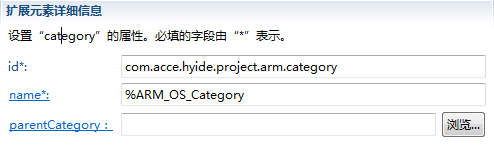 扩展元素详细信息
设置“category”的属性。必填的字段由“*”表示。
id*: com.acce.hyide.project.arm.category
name*: %ARM_OS_Category
parentCategory： 浏览...